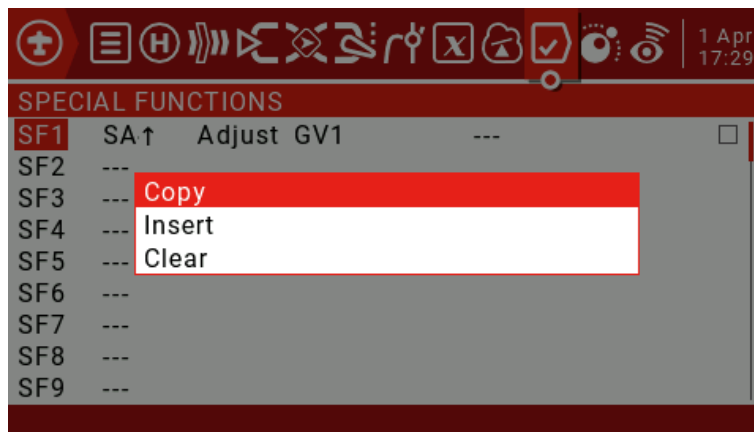 H x 1 Apr
17:29
SPECIAL FUNCTIONS
SF1 SA↑ Adjust GV1 ---
SF2 ---
SF3 --- Copy
SF4 --- Insert
SF5 --- Clear
SF6 ---
SF7 ---
SF8 ---
SF9 ---